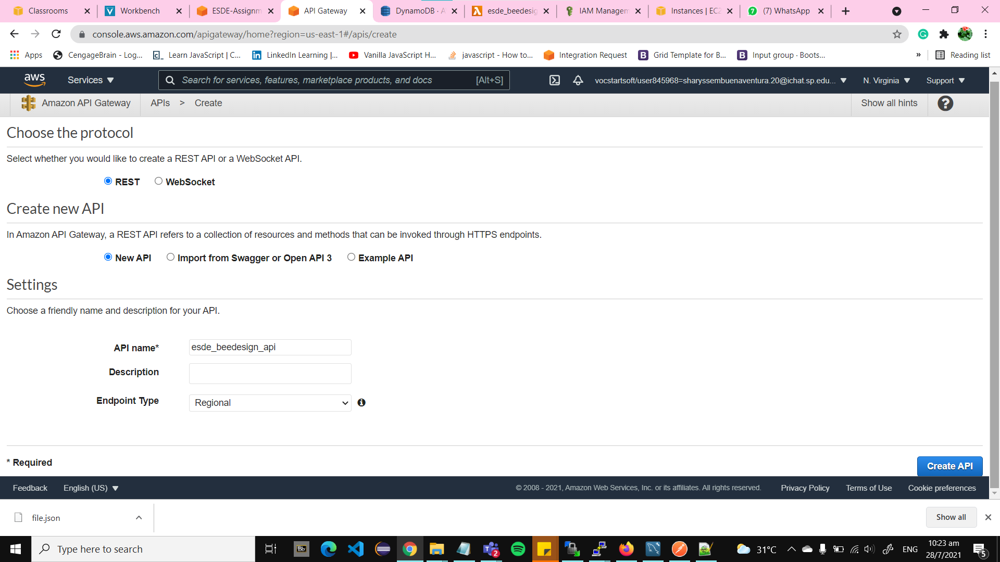 Classrooms
Workbench
ESDE-Assignm
API Gateway
DynamoDB · A
esde_beedesig
IAM Managem
Instances | EC2
(7) WhatsApp
console.aws.amazon.com/apigateway/home?region=us-east-1#/apis/create
Apps
CengageBrain - Log...
Learn JavaScript | C...
LinkedIn Learning |...
Vanilla JavaScript H...
javascript - How to...
Integration Request
Grid Template for B...
Input group · Boots...
»
Reading list
aws
Services
Search for services, features, marketplace products, and docs
[Alt+S]
vocstartsoft/user845968=sharyssembuenaventura.20@ichat.sp.edu...
N. Virginia
Support
Amazon API Gateway
APIs > Create
Show all hints
Choose the protocol
Select whether you would like to create a REST API or a WebSocket API.
REST
WebSocket
Create new API
In Amazon API Gateway, a REST API refers to a collection of resources and methods that can be invoked through HTTPS endpoints.
New API
Import from Swagger or Open API 3
Example API
Settings
Choose a friendly name and description for your API.
API name* esde_beedesign_api
Description
Endpoint Type Regional
* Required
Create API
Feedback
English (US)
© 2008 - 2021, Amazon Web Services, Inc. or its affiliates. All rights reserved.
Privacy Policy
Terms of Use
Cookie preferences
file.json
Show all
Type here to search
Bb
2
31°C
ENG
10:23 am
28/7/2021
5